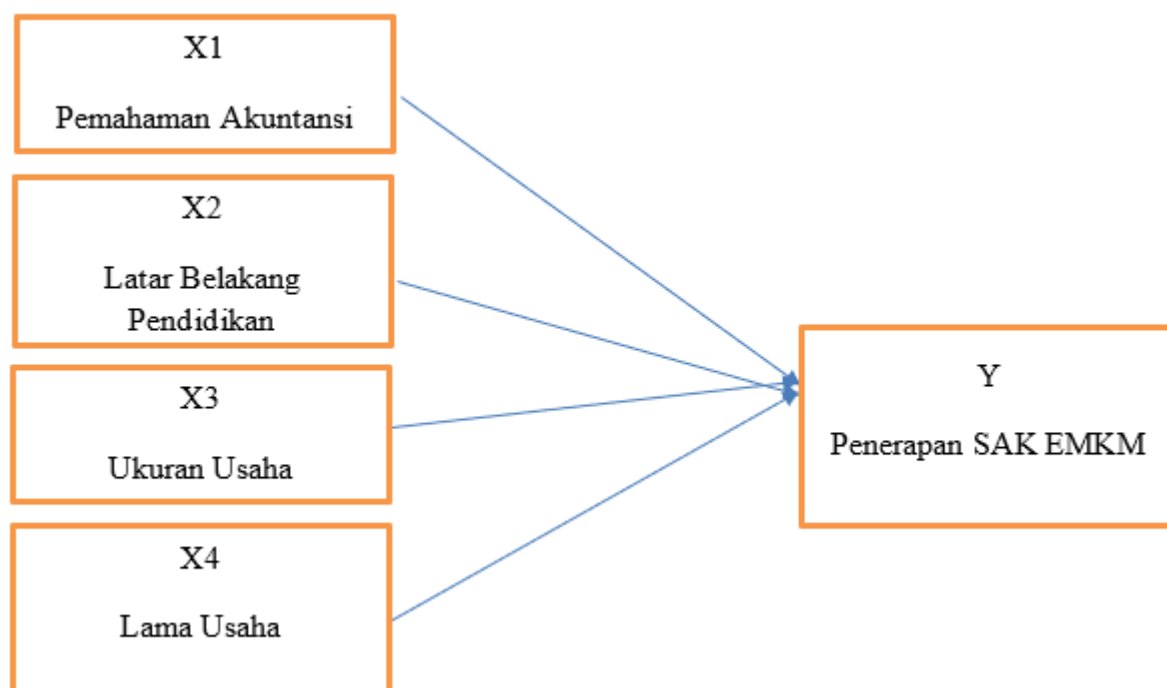 X1
Pemahaman Akuntansi
X2
Latar Belakang
Pendidikan
X3
Ukuran Usaha
X4
Lama Usaha
Y
Penerapan SAK EMKM